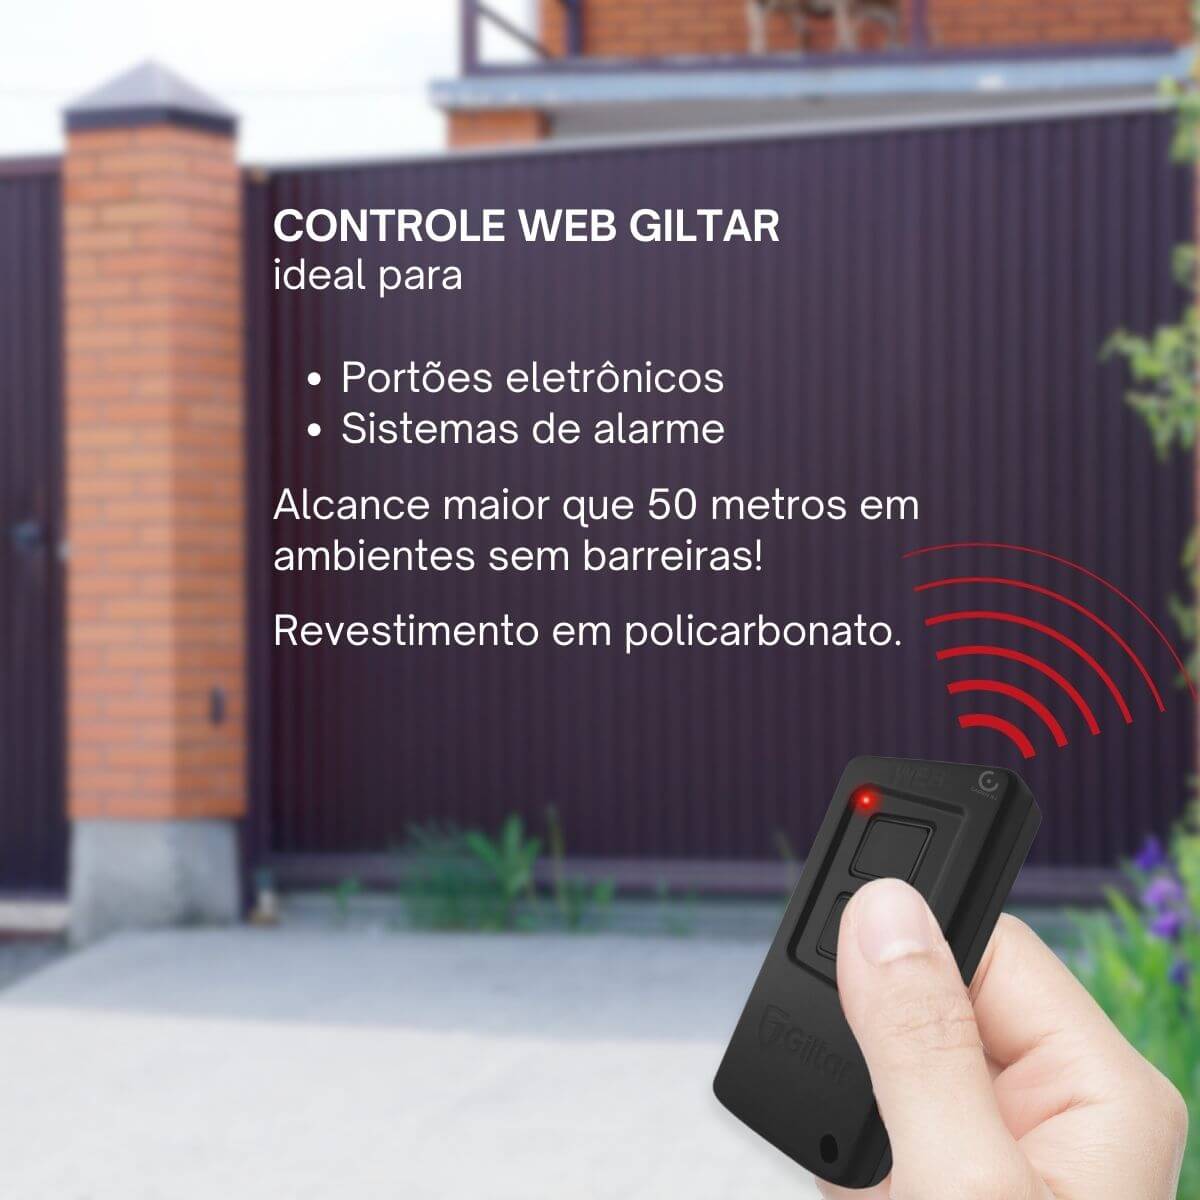 CONTROLE WEB GILTAR
ideal para
• Portões eletrônicos
• Sistemas de alarme
Alcance maior que 50 metros em
ambientes sem barreiras!
Revestimento em policarbonato.
WEB
Giltar